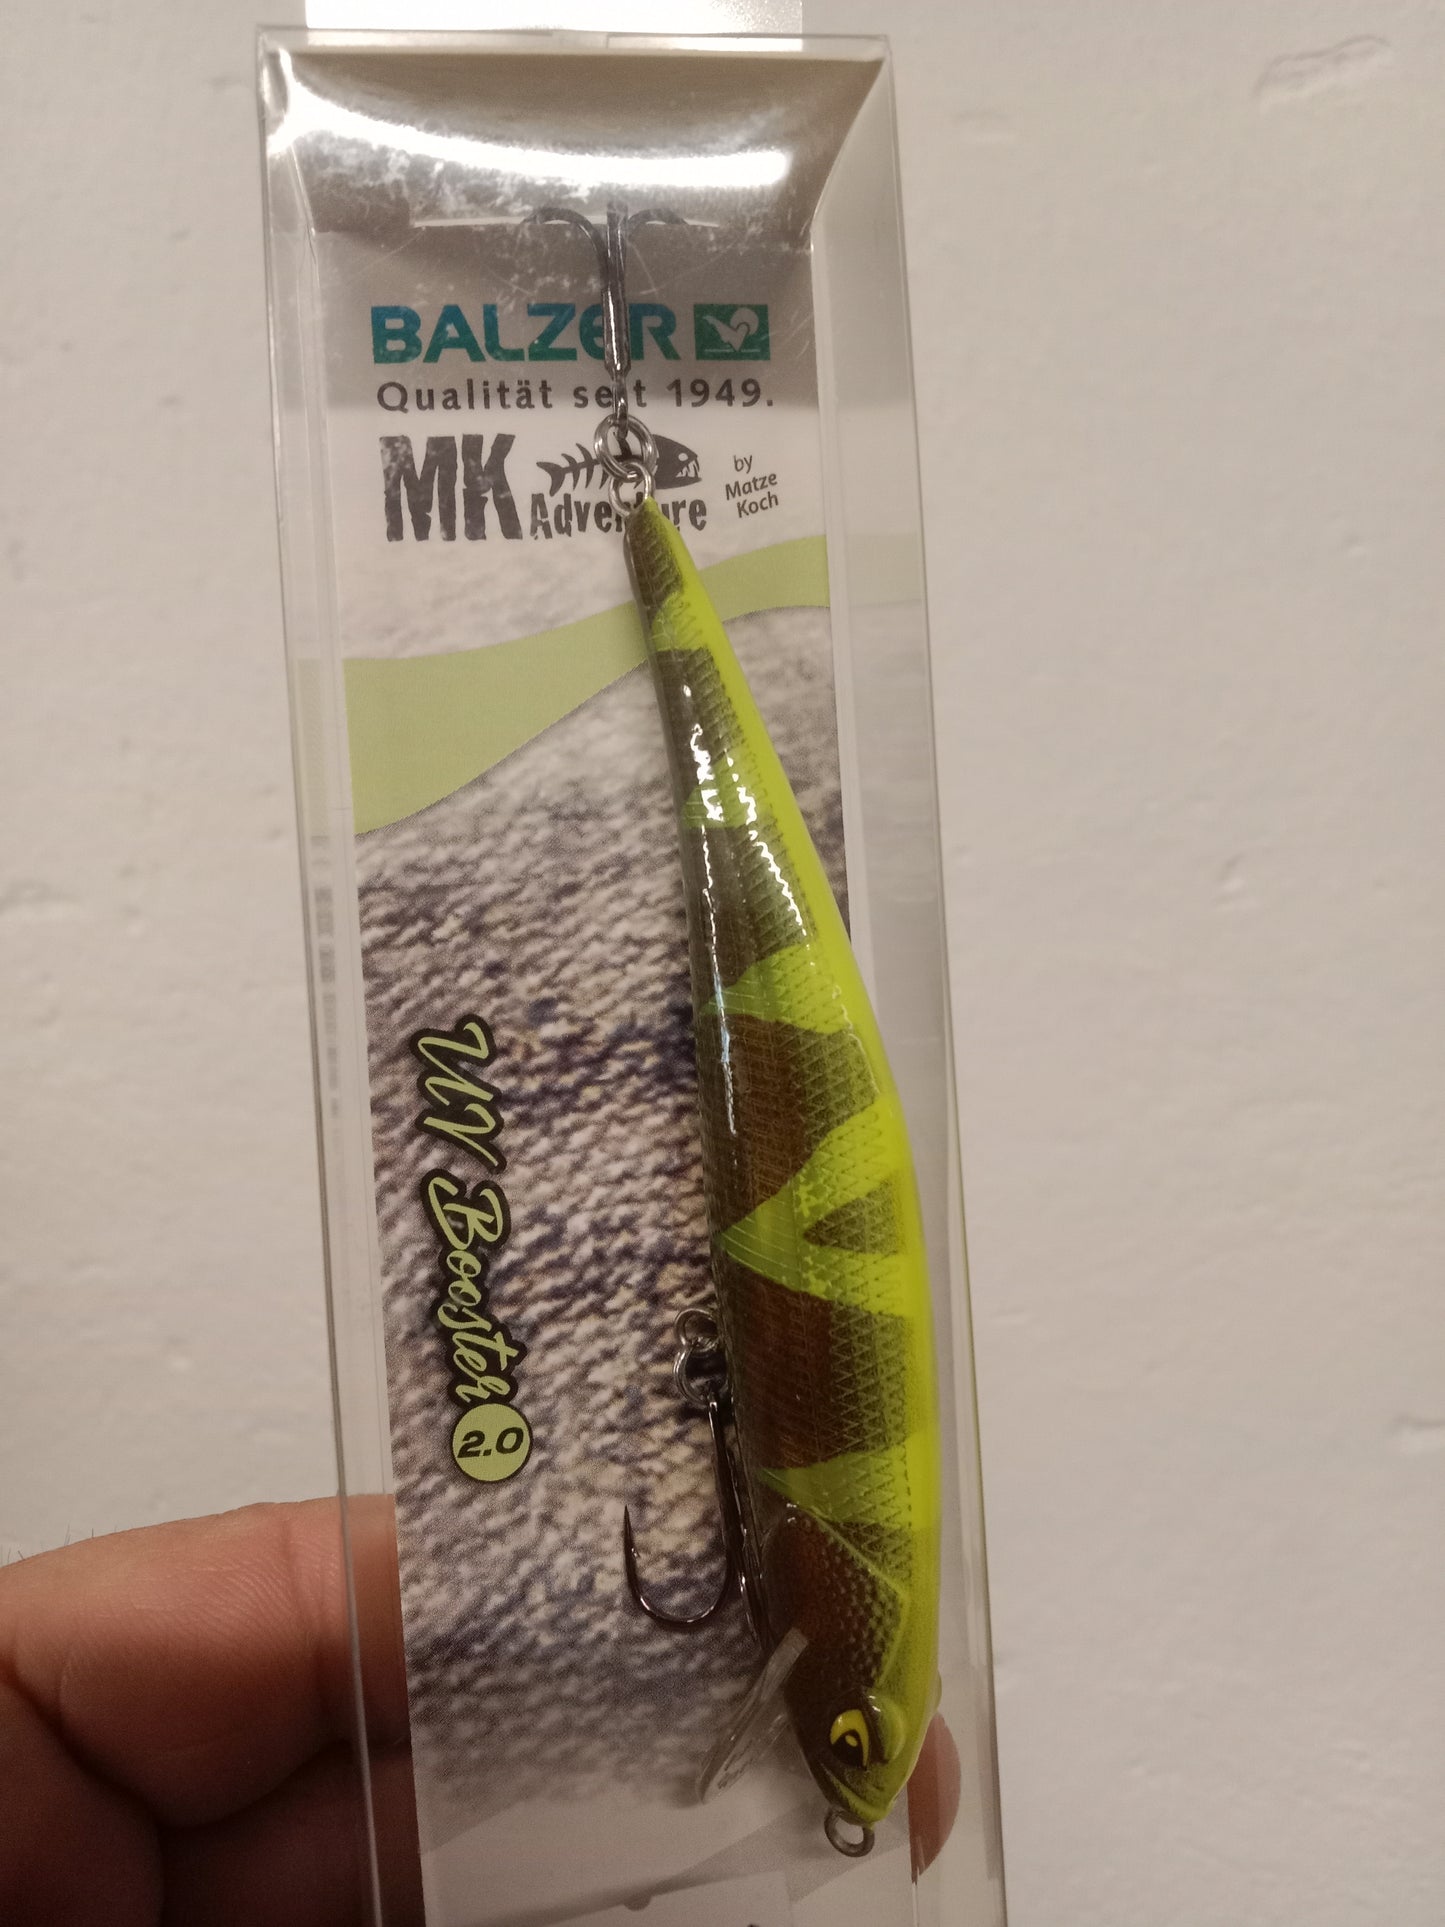 BALZER
Qualität seit 1949.
MK Adventure
by
Matze
Koch
UV Booster
2.0